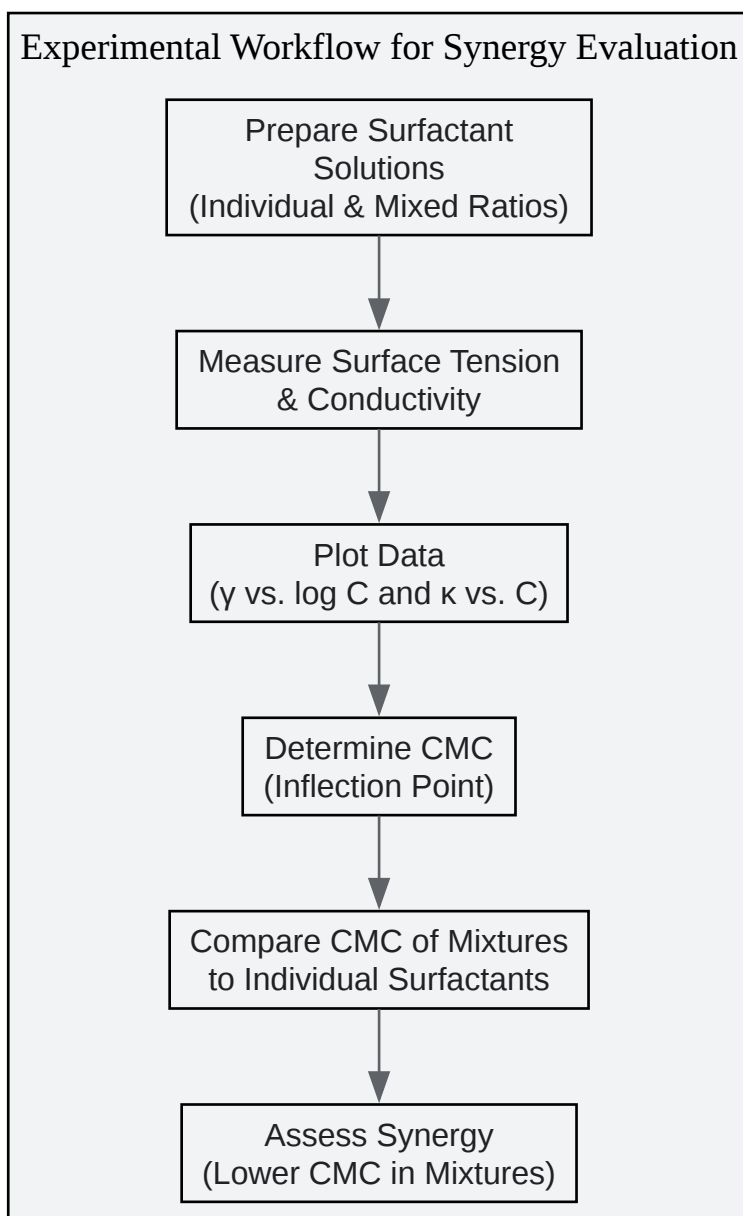 Experimental Workflow for Synergy Evaluation
Prepare Surfactant
Solutions
(Individual & Mixed Ratios)
Measure Surface Tension
& Conductivity
Plot Data
(γ vs. log C and κ vs. C)
Determine CMC
(Inflection Point)
Compare CMC of Mixtures
to Individual Surfactants
Assess Synergy
(Lower CMC in Mixtures)